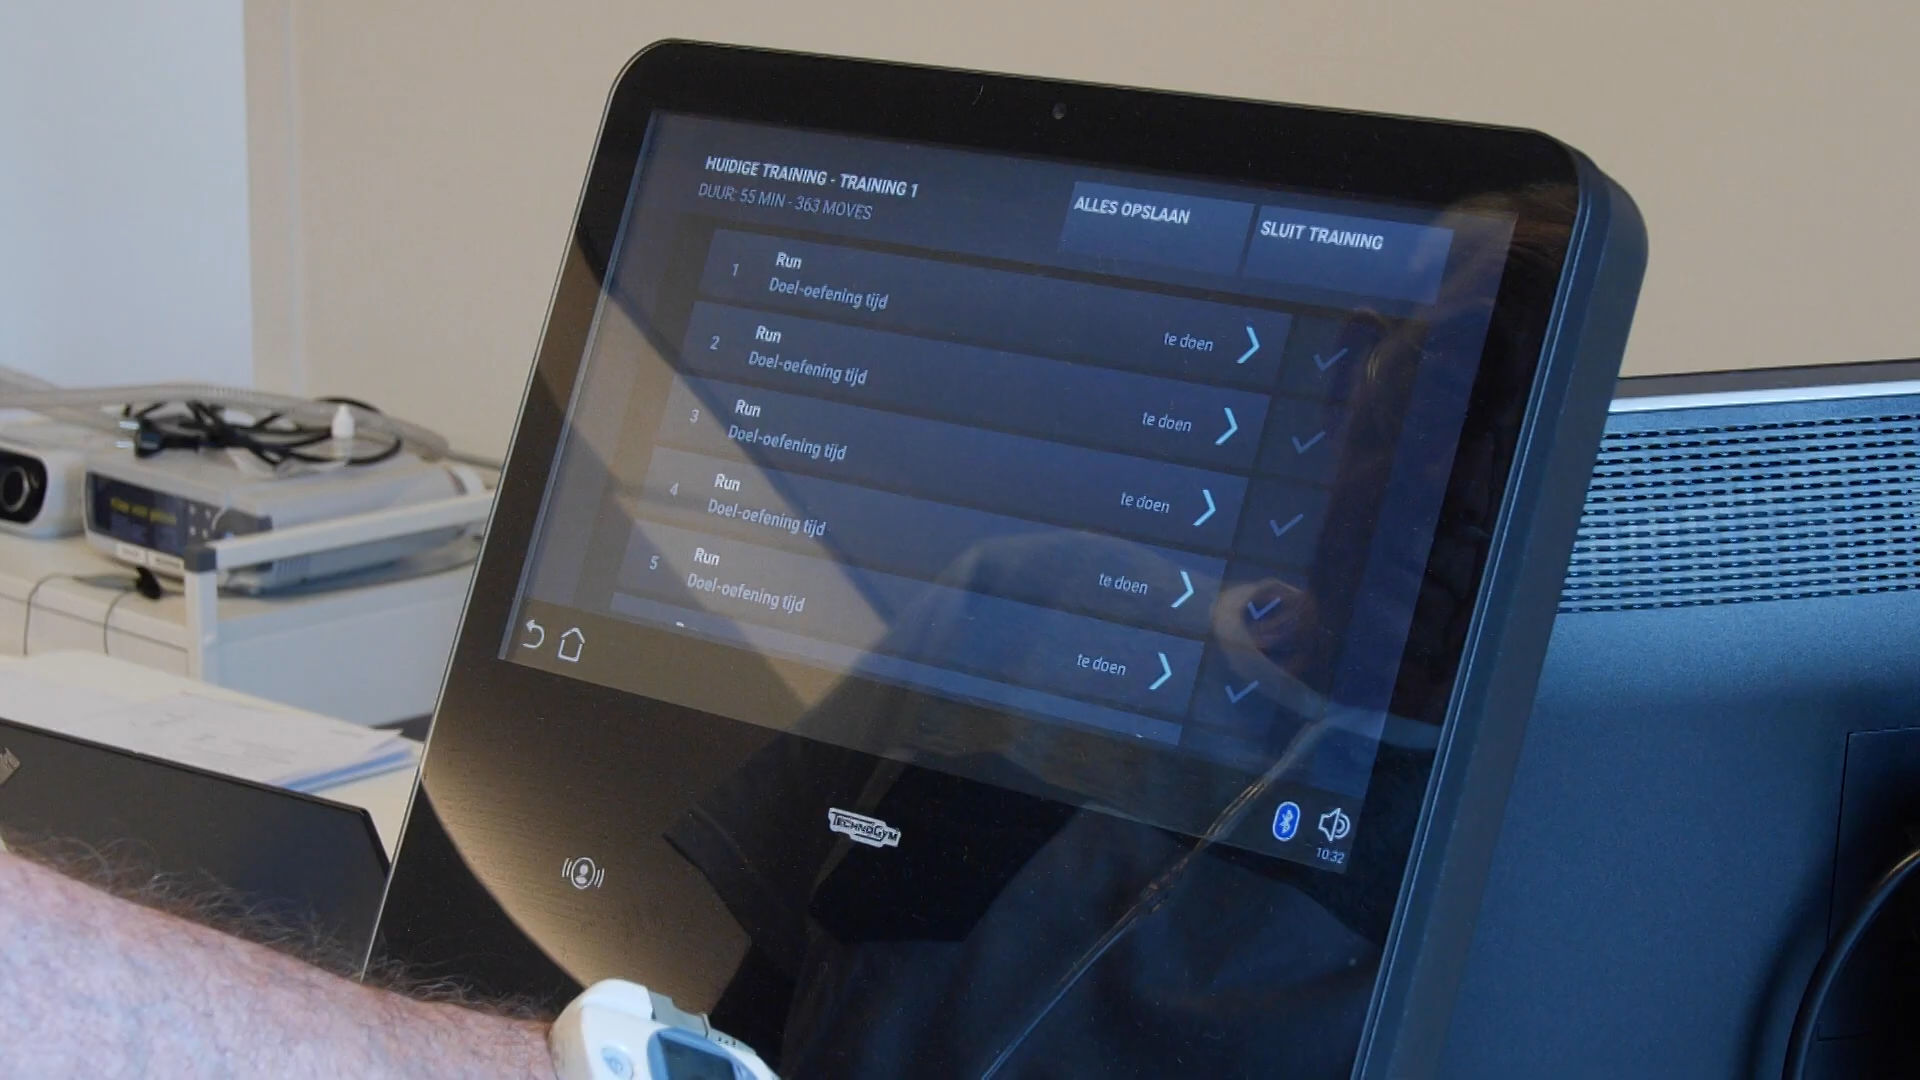 HUIDIGE TRAINING - TRAINING 1
DUUR: 55 MIN - 363 MOVES
ALLES OPSLAAN
SLUIT TRAINING
1
Run
Doel-oefening tijd
te doen
2
Run
Doel-oefening tijd
te doen
3
Run
Doel-oefening tijd
te doen
4
Run
Doel-oefening tijd
te doen
5
Run
Doel-oefening tijd
te doen
10:32
TECHNOGYM